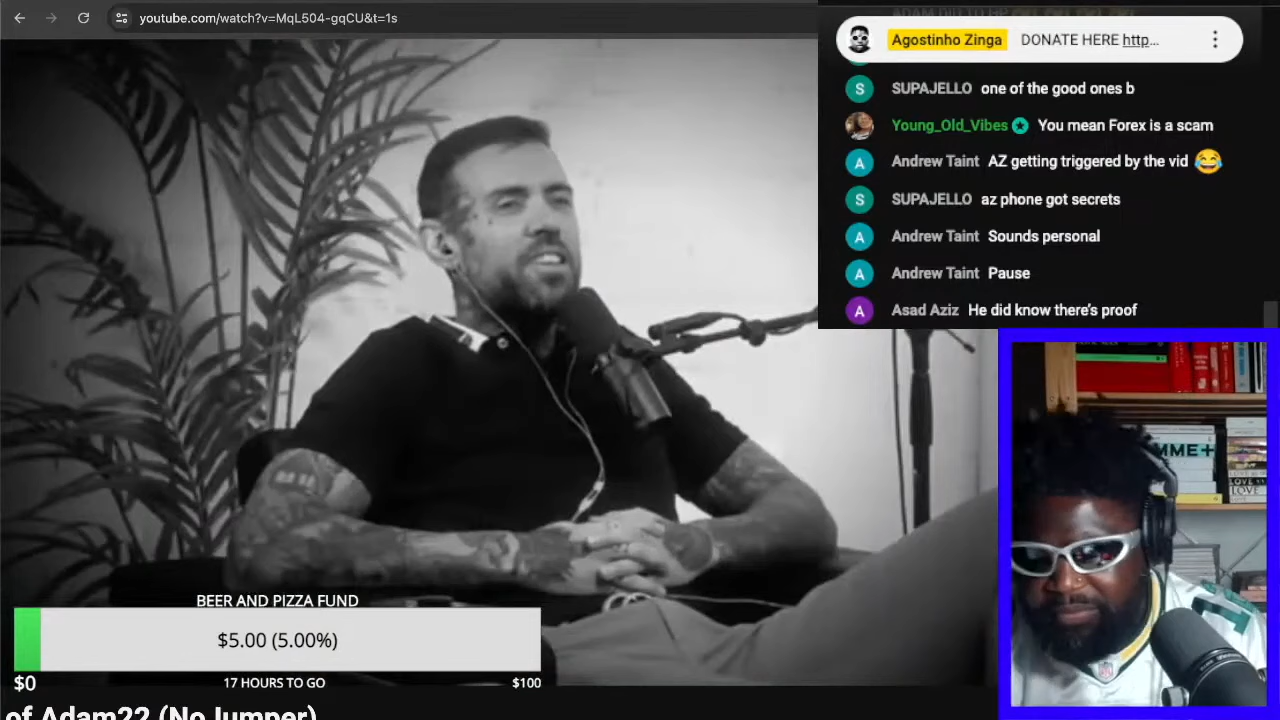 youtube.com/watch?v=MqL504-gqCU&t=1s
Agostinho Zinga DONATE HERE http...
S SUPAJELLO one of the good ones b
Young_Old_Vibes You mean Forex is a scam
A Andrew Taint AZ getting triggered by the vid 😂
S SUPAJELLO az phone got secrets
A Andrew Taint Sounds personal
A Andrew Taint Pause
A Asad Aziz He did know there's proof
MME+
LOVE
BEER AND PIZZA FUND
$5.00 (5.00%)
$0 17 HOURS TO GO $100
of Adam22 (No Jumper)